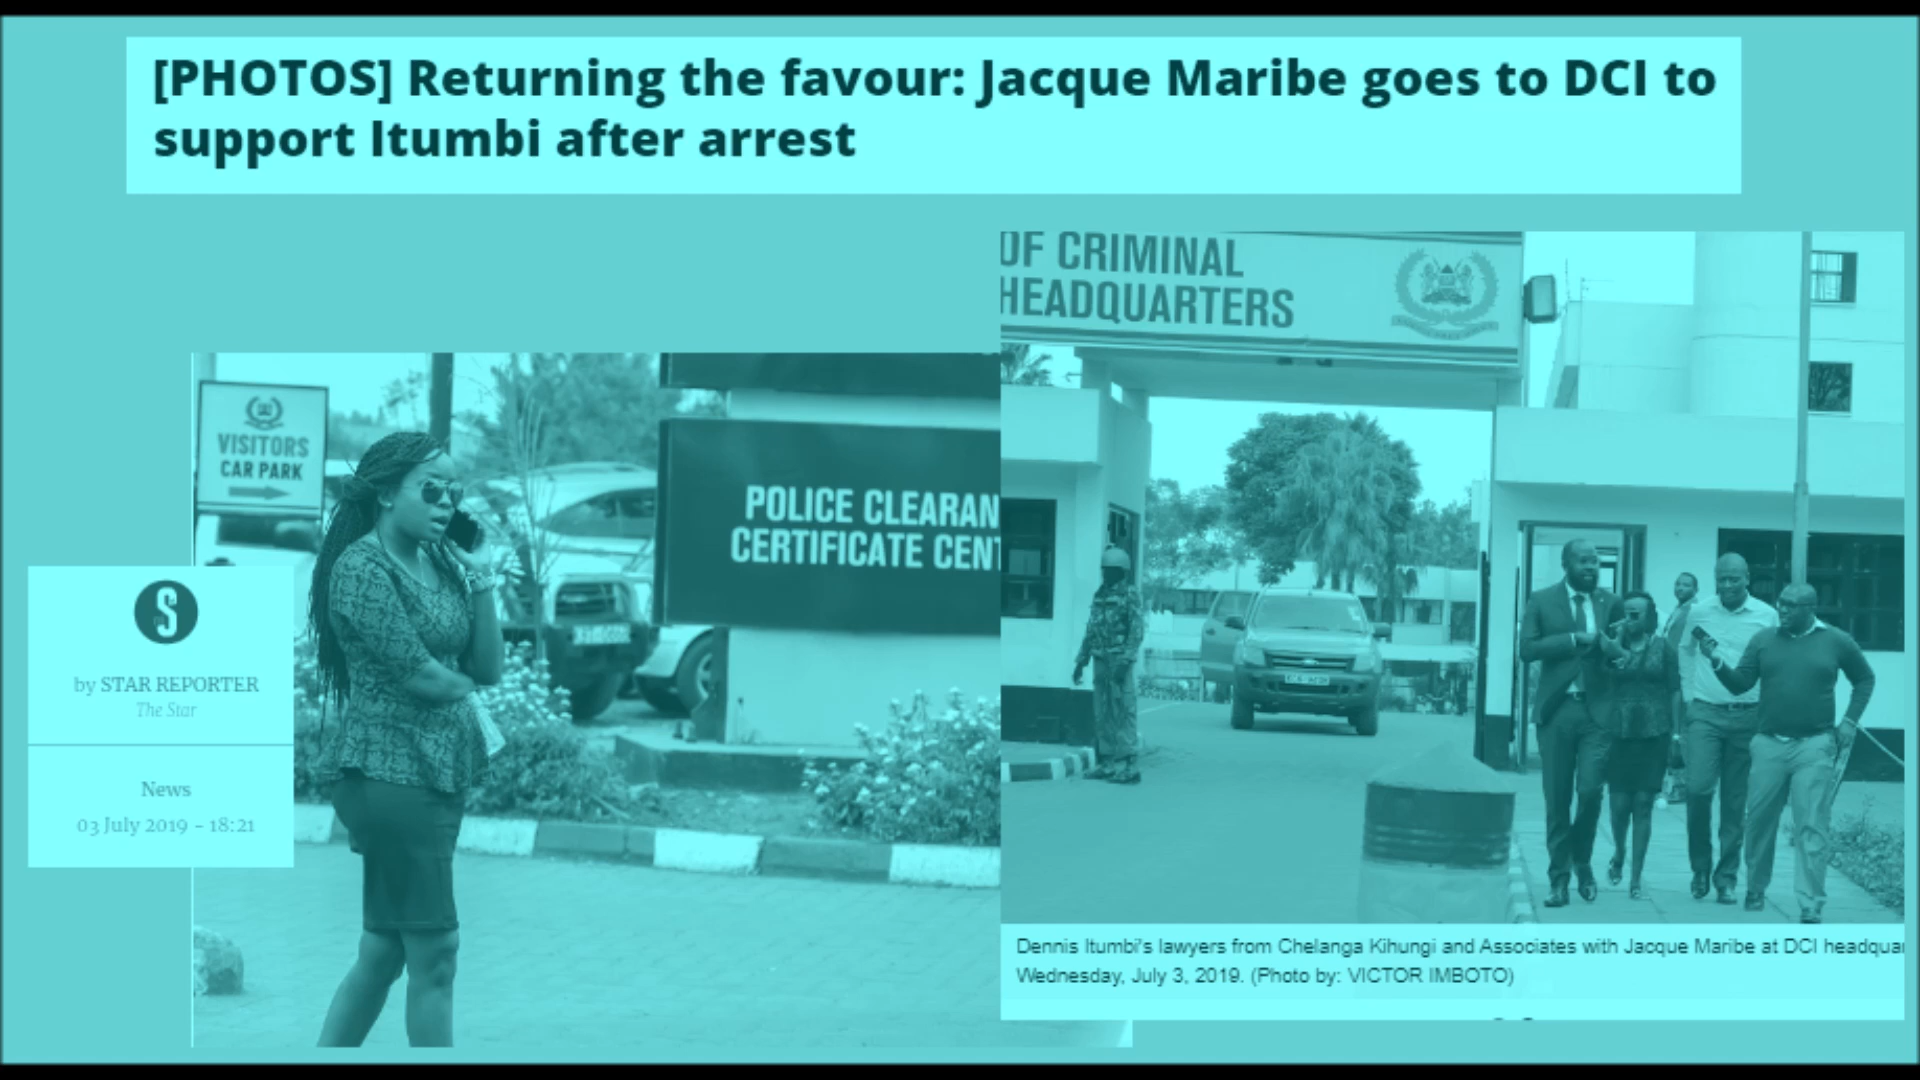 [PHOTOS] Returning the favour: Jacque Maribe goes to DCI to
support Itumbi after arrest
OF CRIMINAL
HEADQUARTERS
VISITORS
CAR PARK
POLICE CLEARAN
CERTIFICATE CENT
S
by STAR REPORTER
The Star
News
03 July 2019 - 18:21
Dennis Itumbi's lawyers from Chelanga Kihungi and Associates with Jacque Maribe at DCI headquar
Wednesday, July 3, 2019. (Photo by: VICTOR IMBOTO)